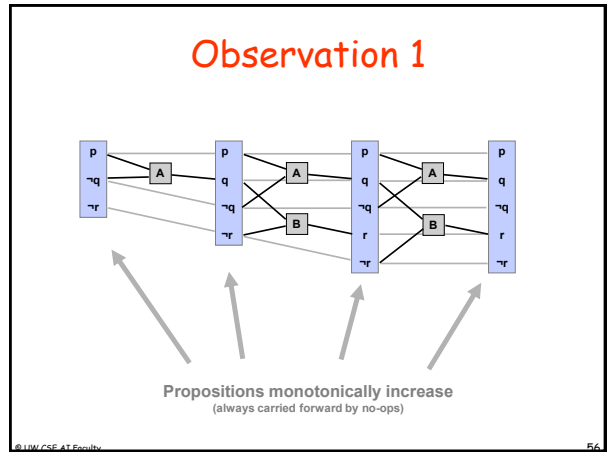 Observation 1
p
¬q
¬r
A
p
q
¬q
¬r
A
B
p
q
¬q
r
¬r
A
B
p
q
¬q
r
¬r
Propositions monotonically increase
(always carried forward by no-ops)
© UW CSE AI Faculty
56